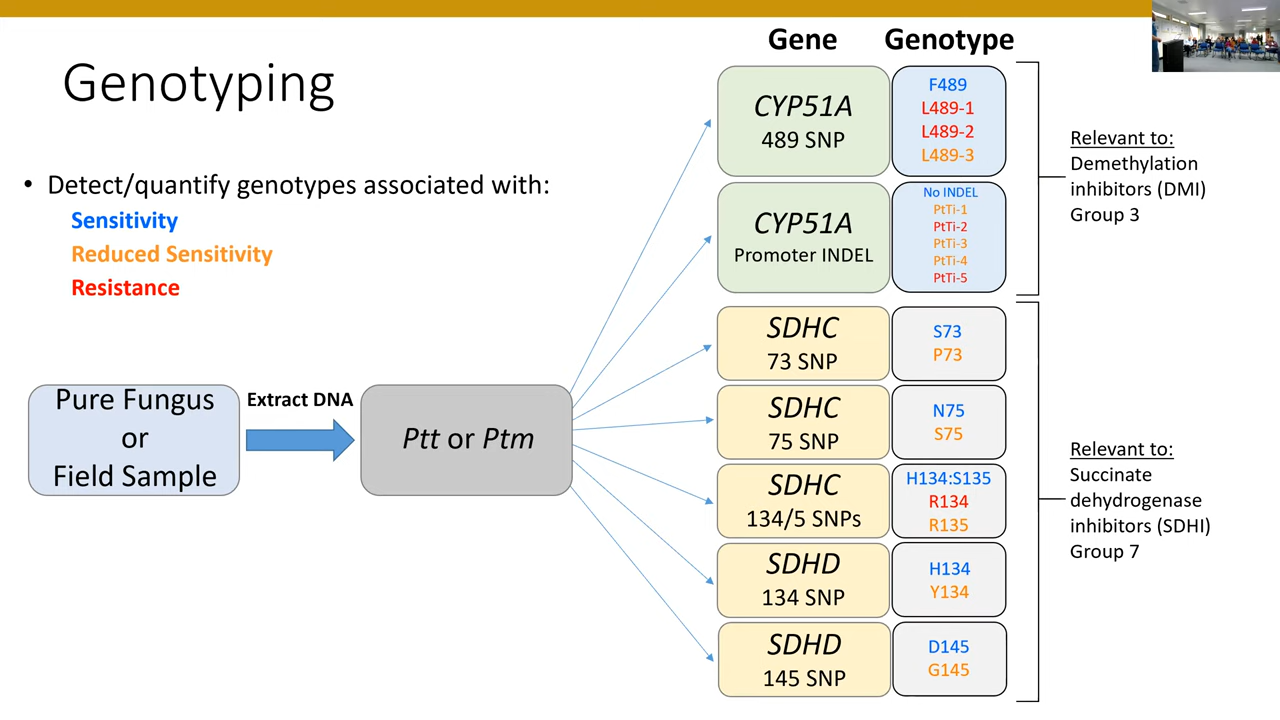 Genotyping
• Detect/quantify genotypes associated with:
Sensitivity
Reduced Sensitivity
Resistance
Pure Fungus
or
Field Sample
Extract DNA
Ptt or Ptm
Gene
Genotype
CYP51A
489 SNP
F489
L489-1
L489-2
L489-3
CYP51A
Promoter INDEL
No INDEL
PtTi-1
PtTi-2
PtTi-3
PtTi-4
PtTi-5
Relevant to:
Demethylation
inhibitors (DMI)
Group 3
SDHC
73 SNP
S73
P73
SDHC
75 SNP
N75
S75
SDHC
134/5 SNPs
H134:S135
R134
R135
SDHD
134 SNP
H134
Y134
SDHD
145 SNP
D145
G145
Relevant to:
Succinate
dehydrogenase
inhibitors (SDHI)
Group 7